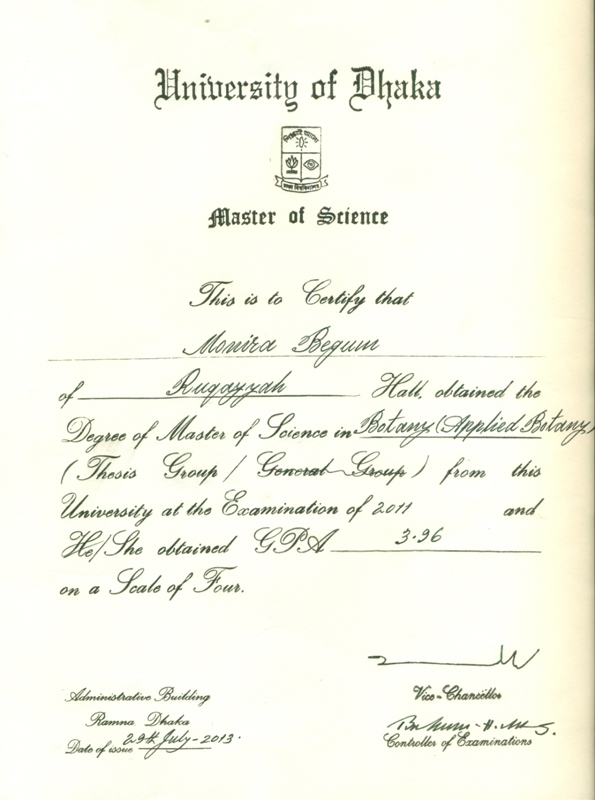 University of Dhaka
শিক্ষাই আলো
ঢাকা বিশ্ববিদ্যালয়
Master of Science
This is to Certify that
Monira Begum
of Ruqayyah Hall, obtained the
Degree of Master of Science in Botany (Applied Botany)
(Thesis Group / General Group) from this
University at the Examination of 2011 and
He/She obtained GPA 3.96
on a Scale of Four.
Administrative Building
Ramna Dhaka
Date of issue 29th July-2013.
Vice-Chancellor
Controller of Examinations